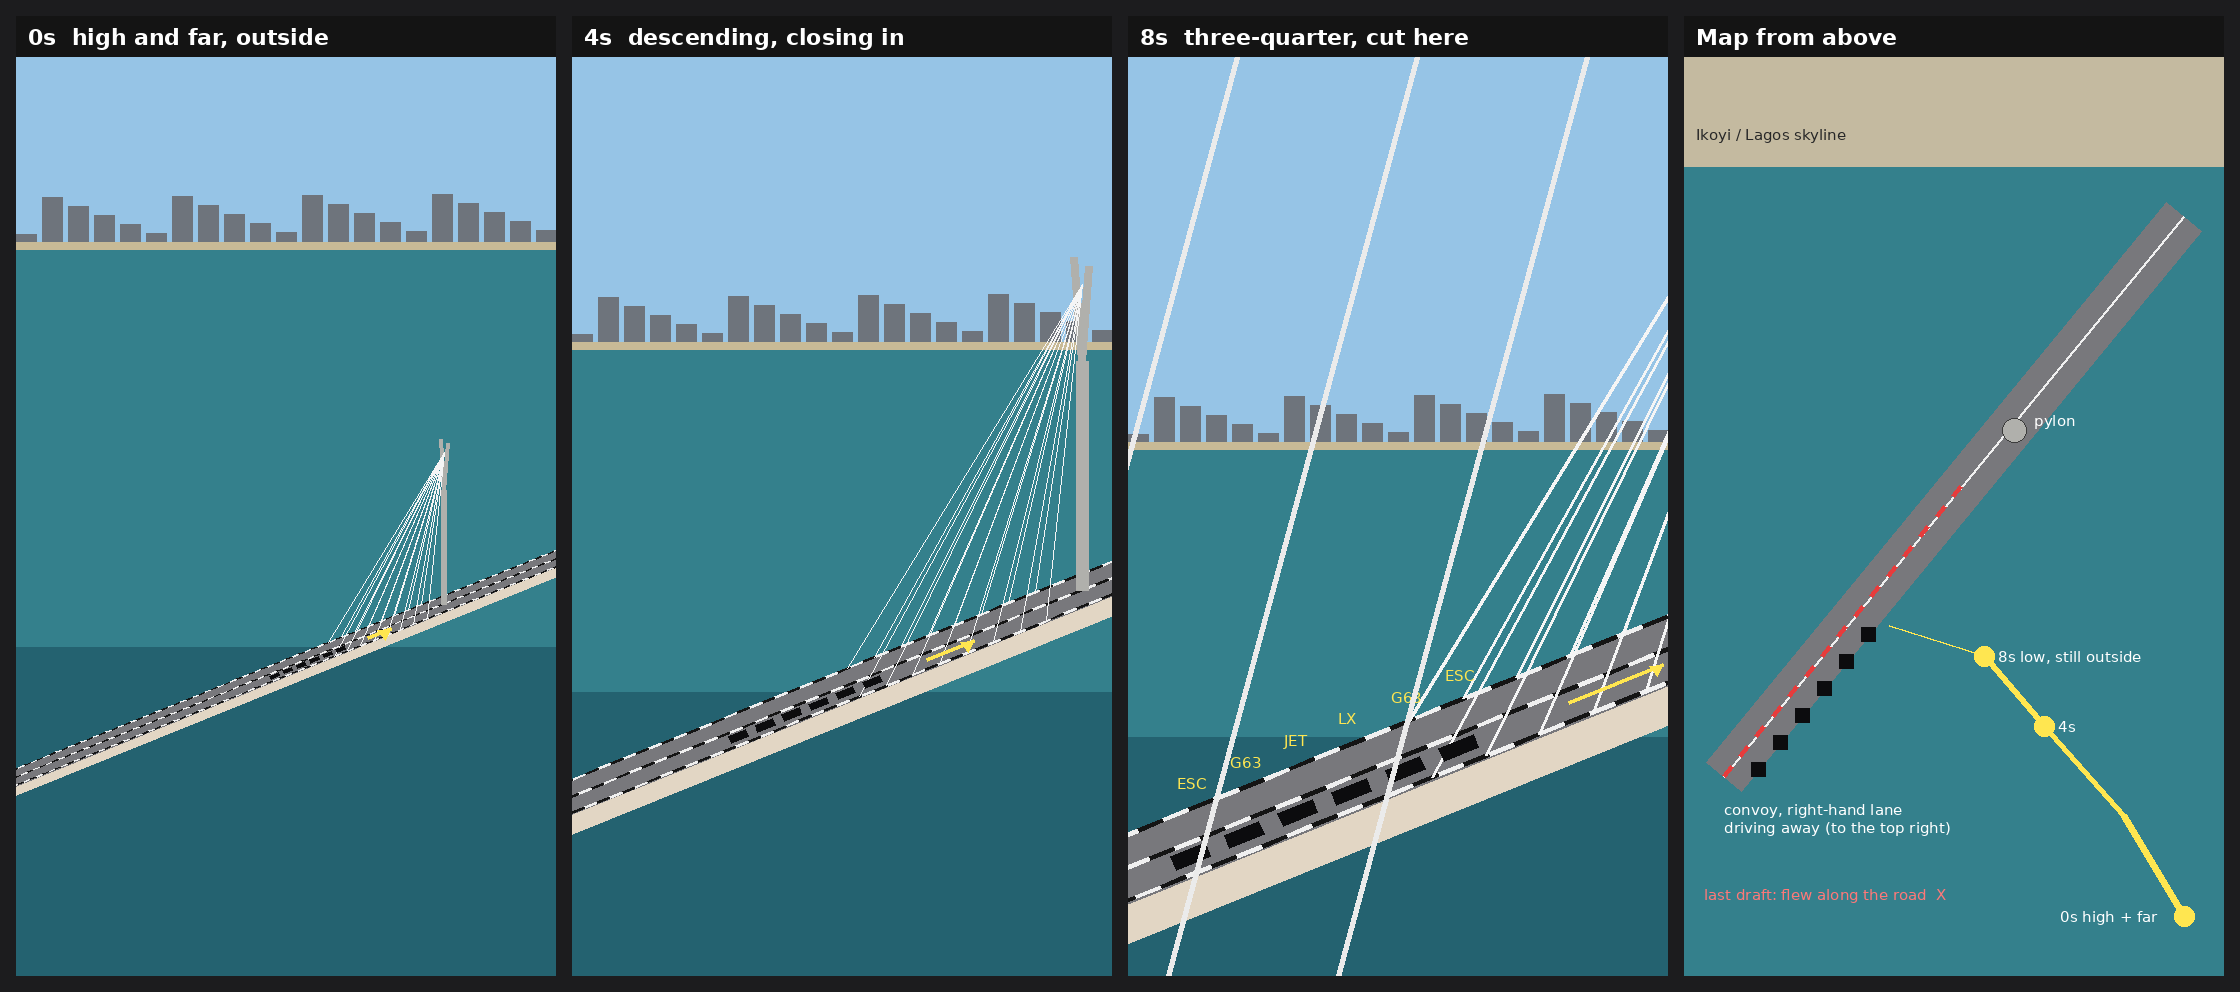 0s  high and far, outside
4s  descending, closing in
8s  three-quarter, cut here
ESC
G63
LX
JET
G63
ESC
Map from above
Ikoyi / Lagos skyline
pylon
8s low, still outside
4s
convoy, right-hand lane
driving away (to the top right)
last draft: flew along the road  X
0s high + far